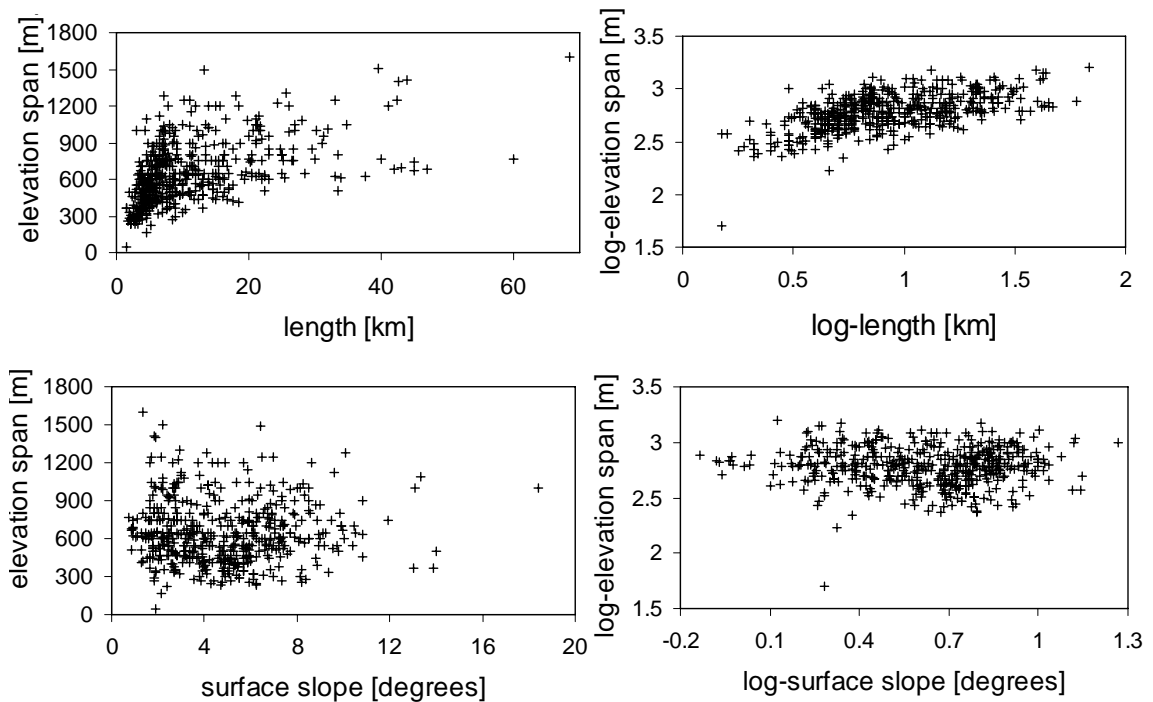 elevation span [m]
1800
1500
1200
900
600
300
0
0 20 40 60
length [km]
log-elevation span [m]
3.5
3
2.5
2
1.5
0 0.5 1 1.5 2
log-length [km]
elevation span [m]
1800
1500
1200
900
600
300
0
0 4 8 12 16 20
surface slope [degrees]
log-elevation span [m]
3.5
3
2.5
2
1.5
-0.2 0.1 0.4 0.7 1 1.3
log-surface slope [degrees]